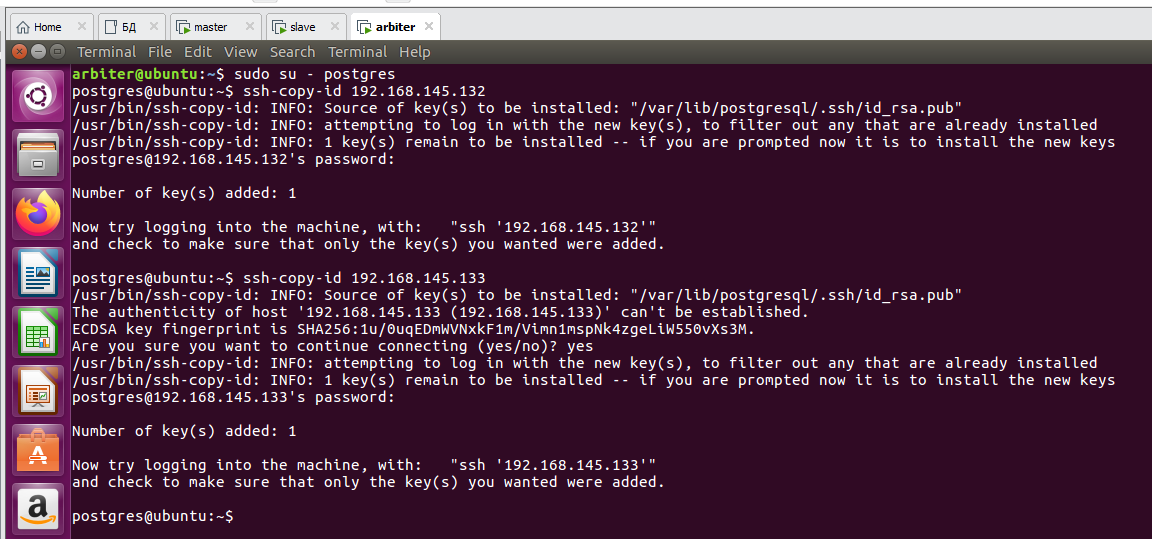 Home БД master slave arbiter
Terminal File Edit View Search Terminal Help
arbiter@ubuntu:~$ sudo su - postgres
postgres@ubuntu:~$ ssh-copy-id 192.168.145.132
/usr/bin/ssh-copy-id: INFO: Source of key(s) to be installed: "/var/lib/postgresql/.ssh/id_rsa.pub"
/usr/bin/ssh-copy-id: INFO: attempting to log in with the new key(s), to filter out any that are already installed
/usr/bin/ssh-copy-id: INFO: 1 key(s) remain to be installed -- if you are prompted now it is to install the new keys
postgres@192.168.145.132's password:
Number of key(s) added: 1
Now try logging into the machine, with:   "ssh '192.168.145.132'"
and check to make sure that only the key(s) you wanted were added.
postgres@ubuntu:~$ ssh-copy-id 192.168.145.133
/usr/bin/ssh-copy-id: INFO: Source of key(s) to be installed: "/var/lib/postgresql/.ssh/id_rsa.pub"
The authenticity of host '192.168.145.133 (192.168.145.133)' can't be established.
ECDSA key fingerprint is SHA256:1u/0uqEDmWVNxkF1m/Vimn1mspNk4zgeLiW550vXs3M.
Are you sure you want to continue connecting (yes/no)? yes
/usr/bin/ssh-copy-id: INFO: attempting to log in with the new key(s), to filter out any that are already installed
/usr/bin/ssh-copy-id: INFO: 1 key(s) remain to be installed -- if you are prompted now it is to install the new keys
postgres@192.168.145.133's password:
Number of key(s) added: 1
Now try logging into the machine, with:   "ssh '192.168.145.133'"
and check to make sure that only the key(s) you wanted were added.
postgres@ubuntu:~$